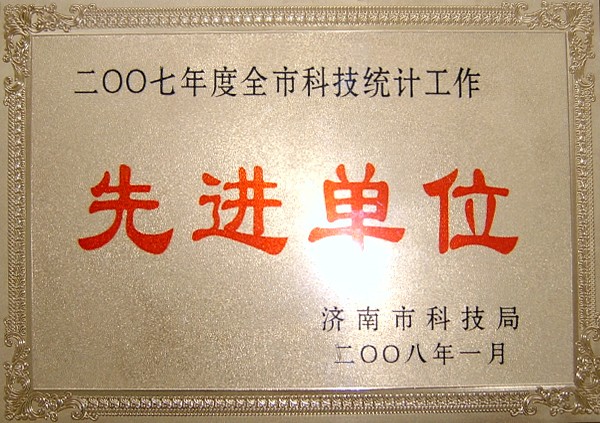 二〇〇七年度全市科技统计工作
先进单位
济南市科技局
二〇〇八年一月